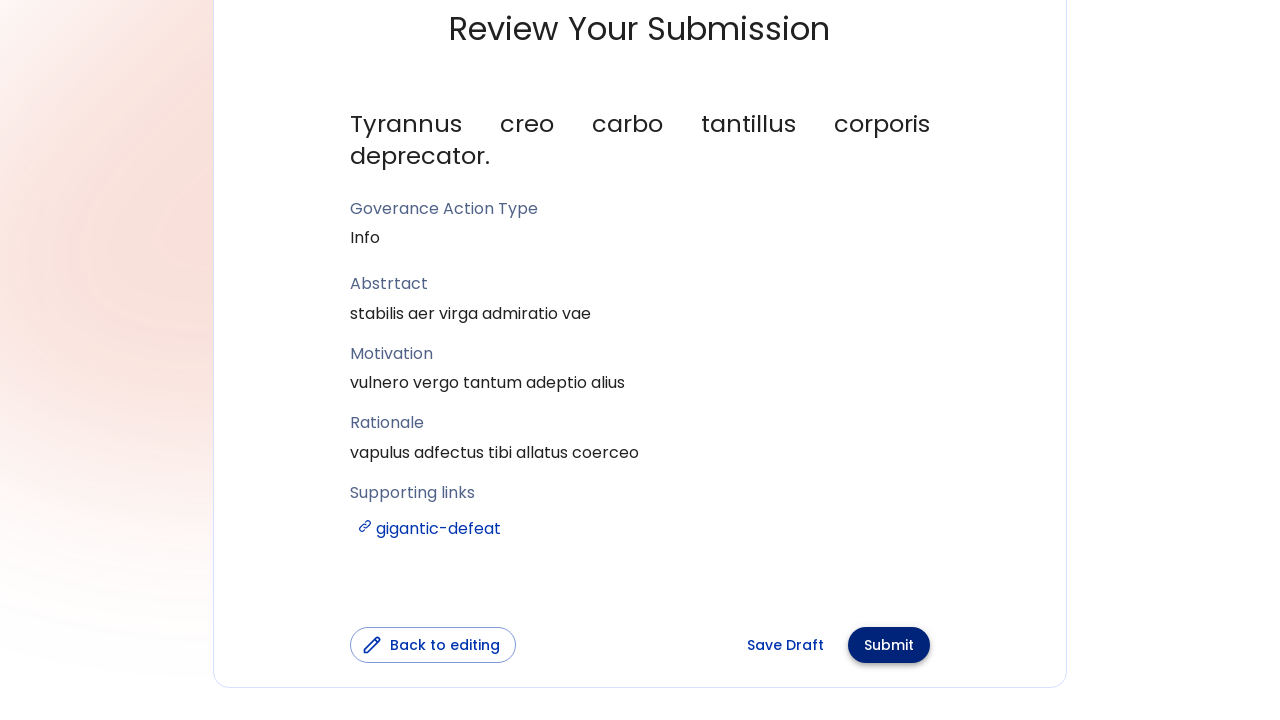 Review Your Submission
Tyrannus creo carbo tantillus corporis
deprecator.
Goverance Action Type
Info
Abstrtact
stabilis aer virga admiratio vae
Motivation
vulnero vergo tantum adeptio alius
Rationale
vapulus adfectus tibi allatus coerceo
Supporting links
gigantic-defeat
Back to editing
Save Draft
Submit